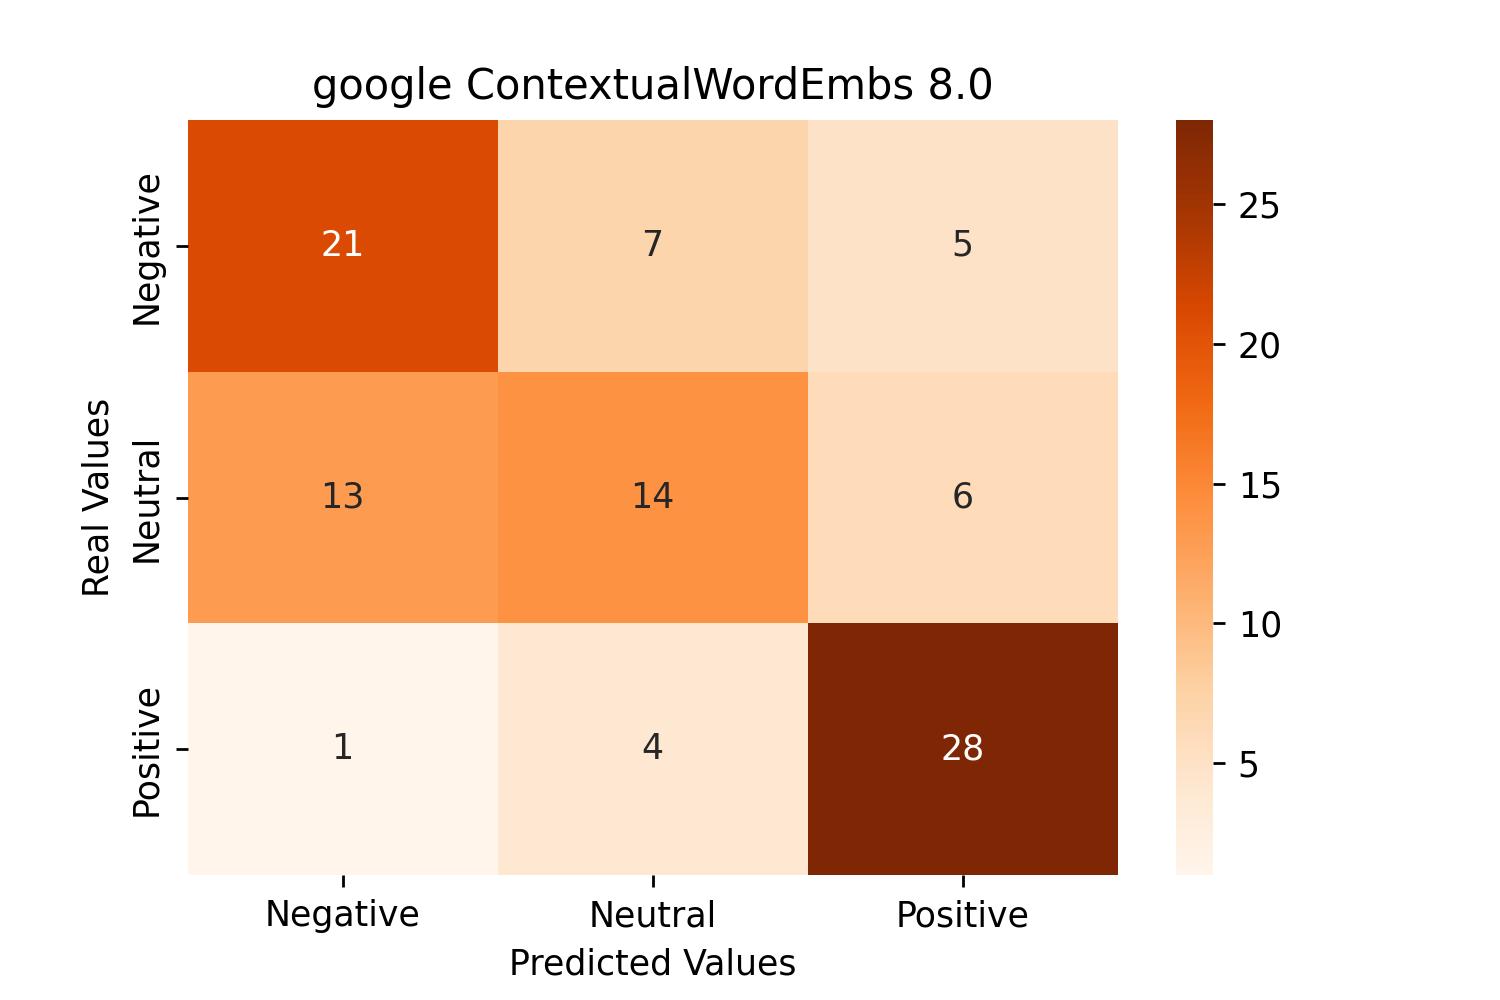 google ContextualWordEmbs 8.0
Real Values
Negative
21 7 5
Neutral
13 14 6
Positive
1 4 28
Negative Neutral Positive
Predicted Values
25
20
15
10
5